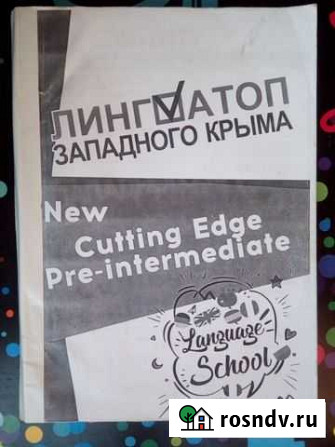 ЛИНГВАТОП
ЗАПАДНОГО КРЫМА
New
Cutting Edge
Pre-intermediate
Language
School
rosndv.ru